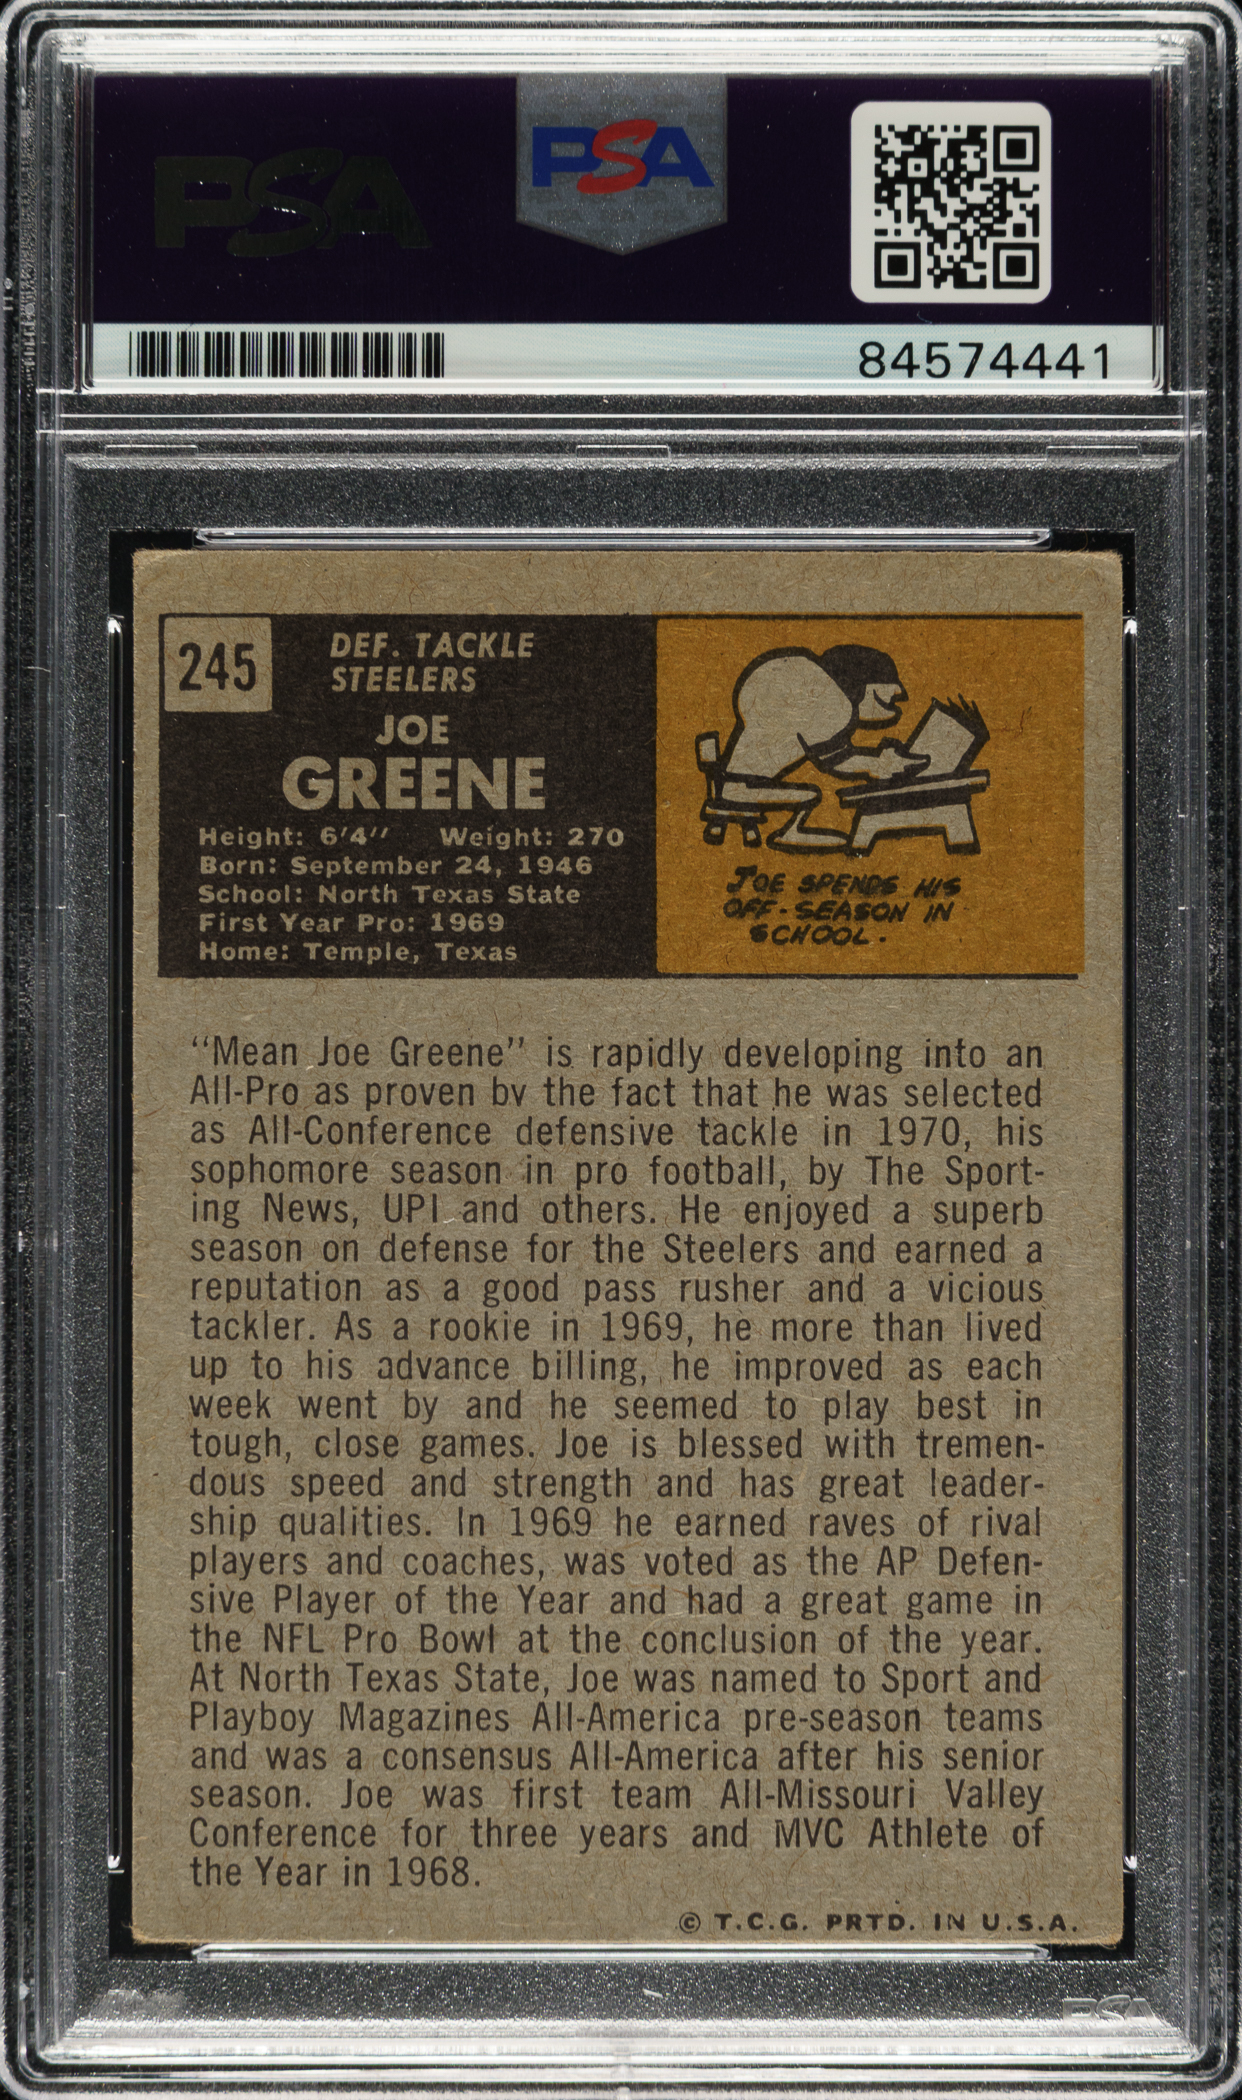 PSA
PSA
84574441
245
DEF. TACKLE
STEELERS
JOE
GREENE
Height: 6'4'' Weight: 270
Born: September 24, 1946
School: North Texas State
First Year Pro: 1969
Home: Temple, Texas
JOE SPENDS HIS
OFF-SEASON IN
SCHOOL.
“Mean Joe Greene” is rapidly developing into an
All-Pro as proven by the fact that he was selected
as All-Conference defensive tackle in 1970, his
sophomore season in pro football, by The Sport-
ing News, UPI and others. He enjoyed a superb
season on defense for the Steelers and earned a
reputation as a good pass rusher and a vicious
tackler. As a rookie in 1969, he more than lived
up to his advance billing, he improved as each
week went by and he seemed to play best in
tough, close games. Joe is blessed with tremen-
dous speed and strength and has great leader-
ship qualities. In 1969 he earned raves of rival
players and coaches, was voted as the AP Defen-
sive Player of the Year and had a great game in
the NFL Pro Bowl at the conclusion of the year.
At North Texas State, Joe was named to Sport and
Playboy Magazines All-America pre-season teams
and was a consensus All-America after his senior
season. Joe was first team All-Missouri Valley
Conference for three years and MVC Athlete of
the Year in 1968.
© T.C.G. PRTD. IN U.S.A.
PSA